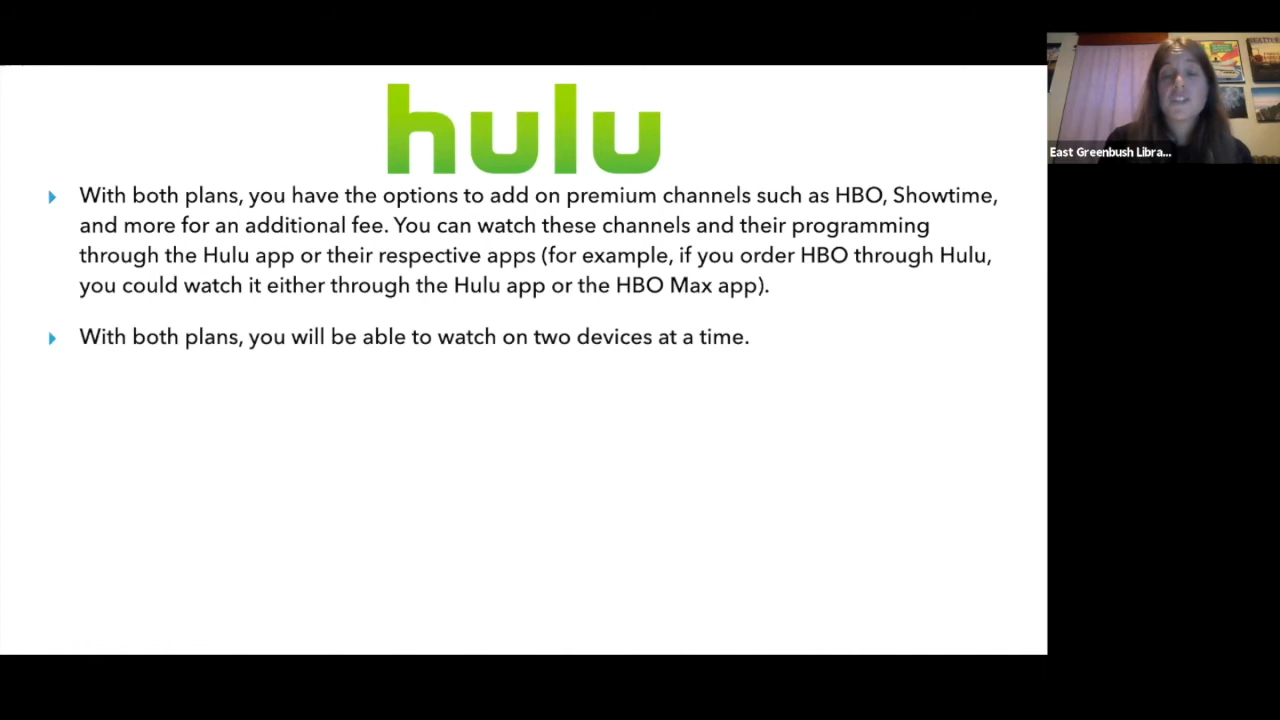 hulu
With both plans, you have the options to add on premium channels such as HBO, Showtime,
and more for an additional fee. You can watch these channels and their programming
through the Hulu app or their respective apps (for example, if you order HBO through Hulu,
you could watch it either through the Hulu app or the HBO Max app).
With both plans, you will be able to watch on two devices at a time.
East Greenbush Libra...